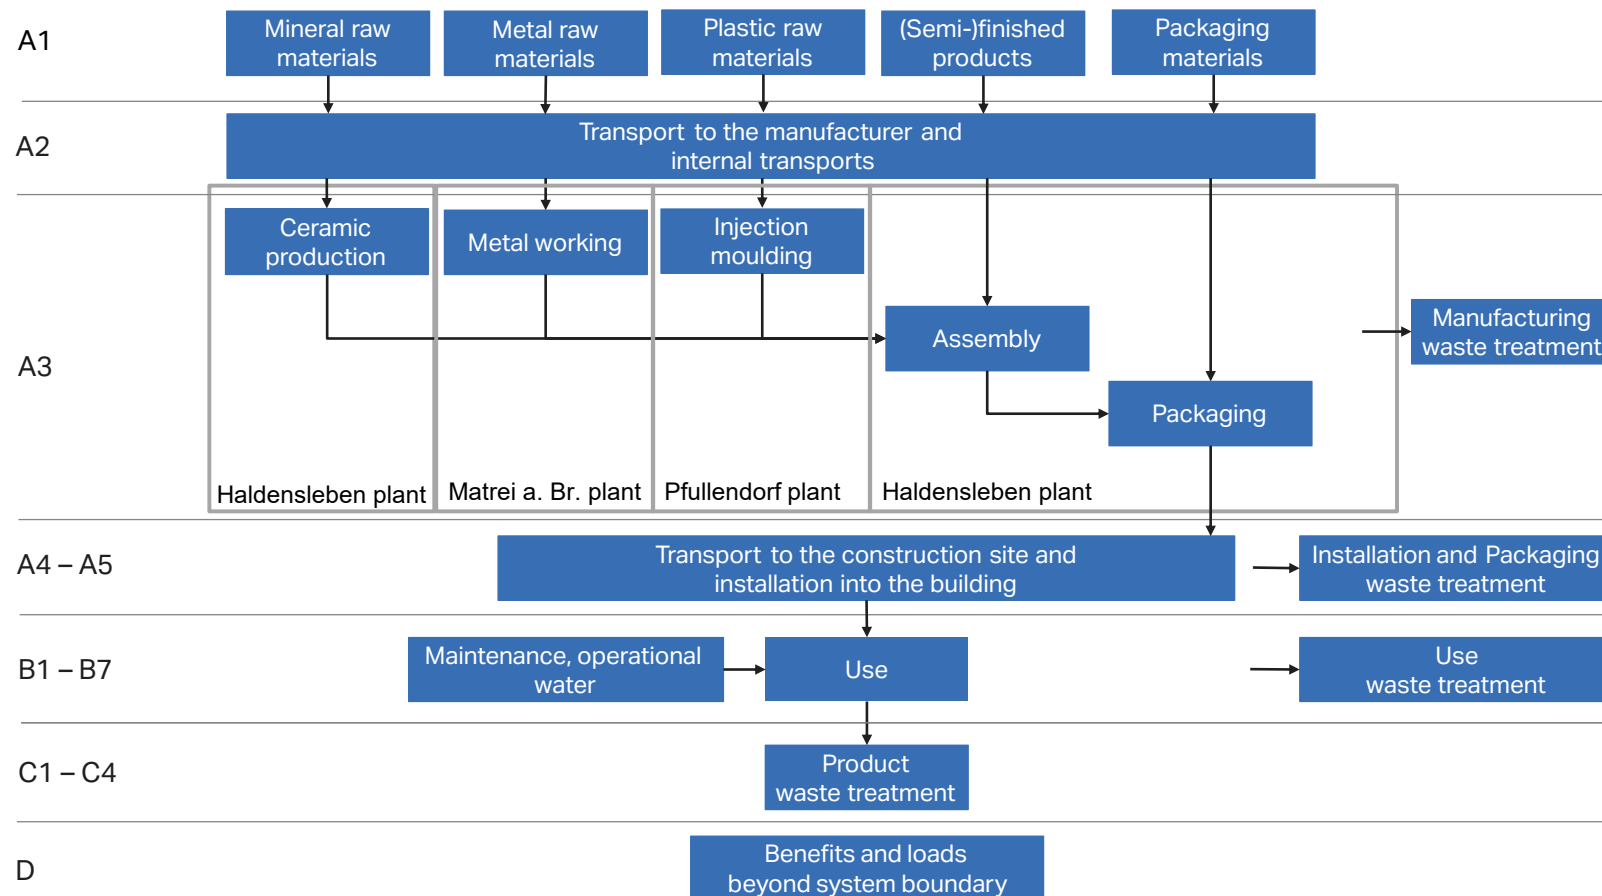 A1
Mineral raw
materials
Metal raw
materials
Plastic raw
materials
(Semi-)finished
products
Packaging
materials
A2
Transport to the manufacturer and
internal transports
A3
Ceramic
production
Metal working
Injection
moulding
Assembly
Manufacturing
waste treatment
Packaging
Haldensleben plant
Matrei a. Br. plant
Pfullendorf plant
Haldensleben plant
A4 – A5
Transport to the construction site and
installation into the building
Installation and Packaging
waste treatment
B1 – B7
Maintenance, operational
water
Use
Use
waste treatment
C1 – C4
Product
waste treatment
D
Benefits and loads
beyond system boundary